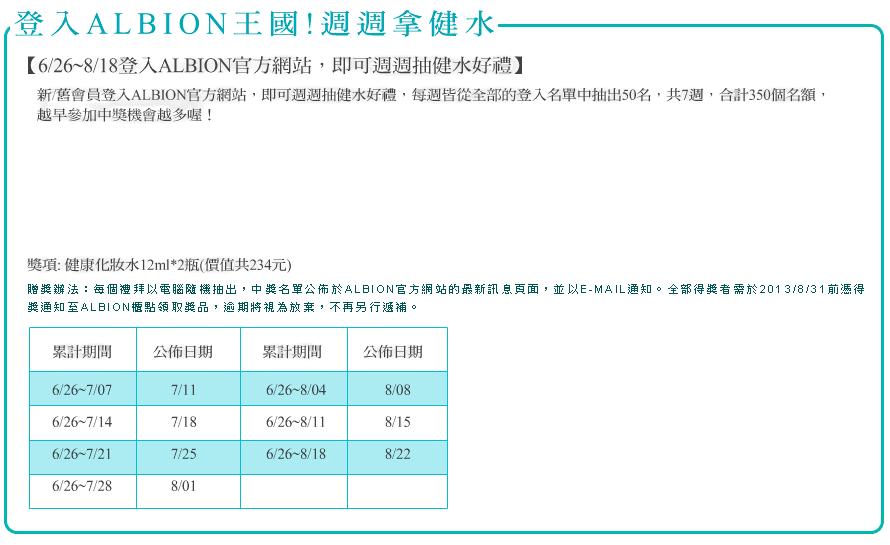 登入ALBION王國!週週拿健水
【6/26~8/18登入ALBION官方網站，即可週週抽健水好禮】
新/舊會員登入ALBION官方網站，即可週週抽健水好禮，每週皆從全部的登入名單中抽出50名，共7週，合計350個名額，
越早參加中獎機會越多喔！
獎項: 健康化妝水12ml*2瓶(價值共234元)
贈獎辦法：每個禮拜以電腦隨機抽出，中獎名單公佈於ALBION官方網站的最新訊息頁面，並以E-MAIL通知。全部得獎者需於2013/8/31前憑得
獎通知至ALBION櫃點領取獎品，逾期將視為放棄，不再另行遞補。
累計期間 公佈日期 累計期間 公佈日期
6/26~7/07 7/11 6/26~8/04 8/08
6/26~7/14 7/18 6/26~8/11 8/15
6/26~7/21 7/25 6/26~8/18 8/22
6/26~7/28 8/01